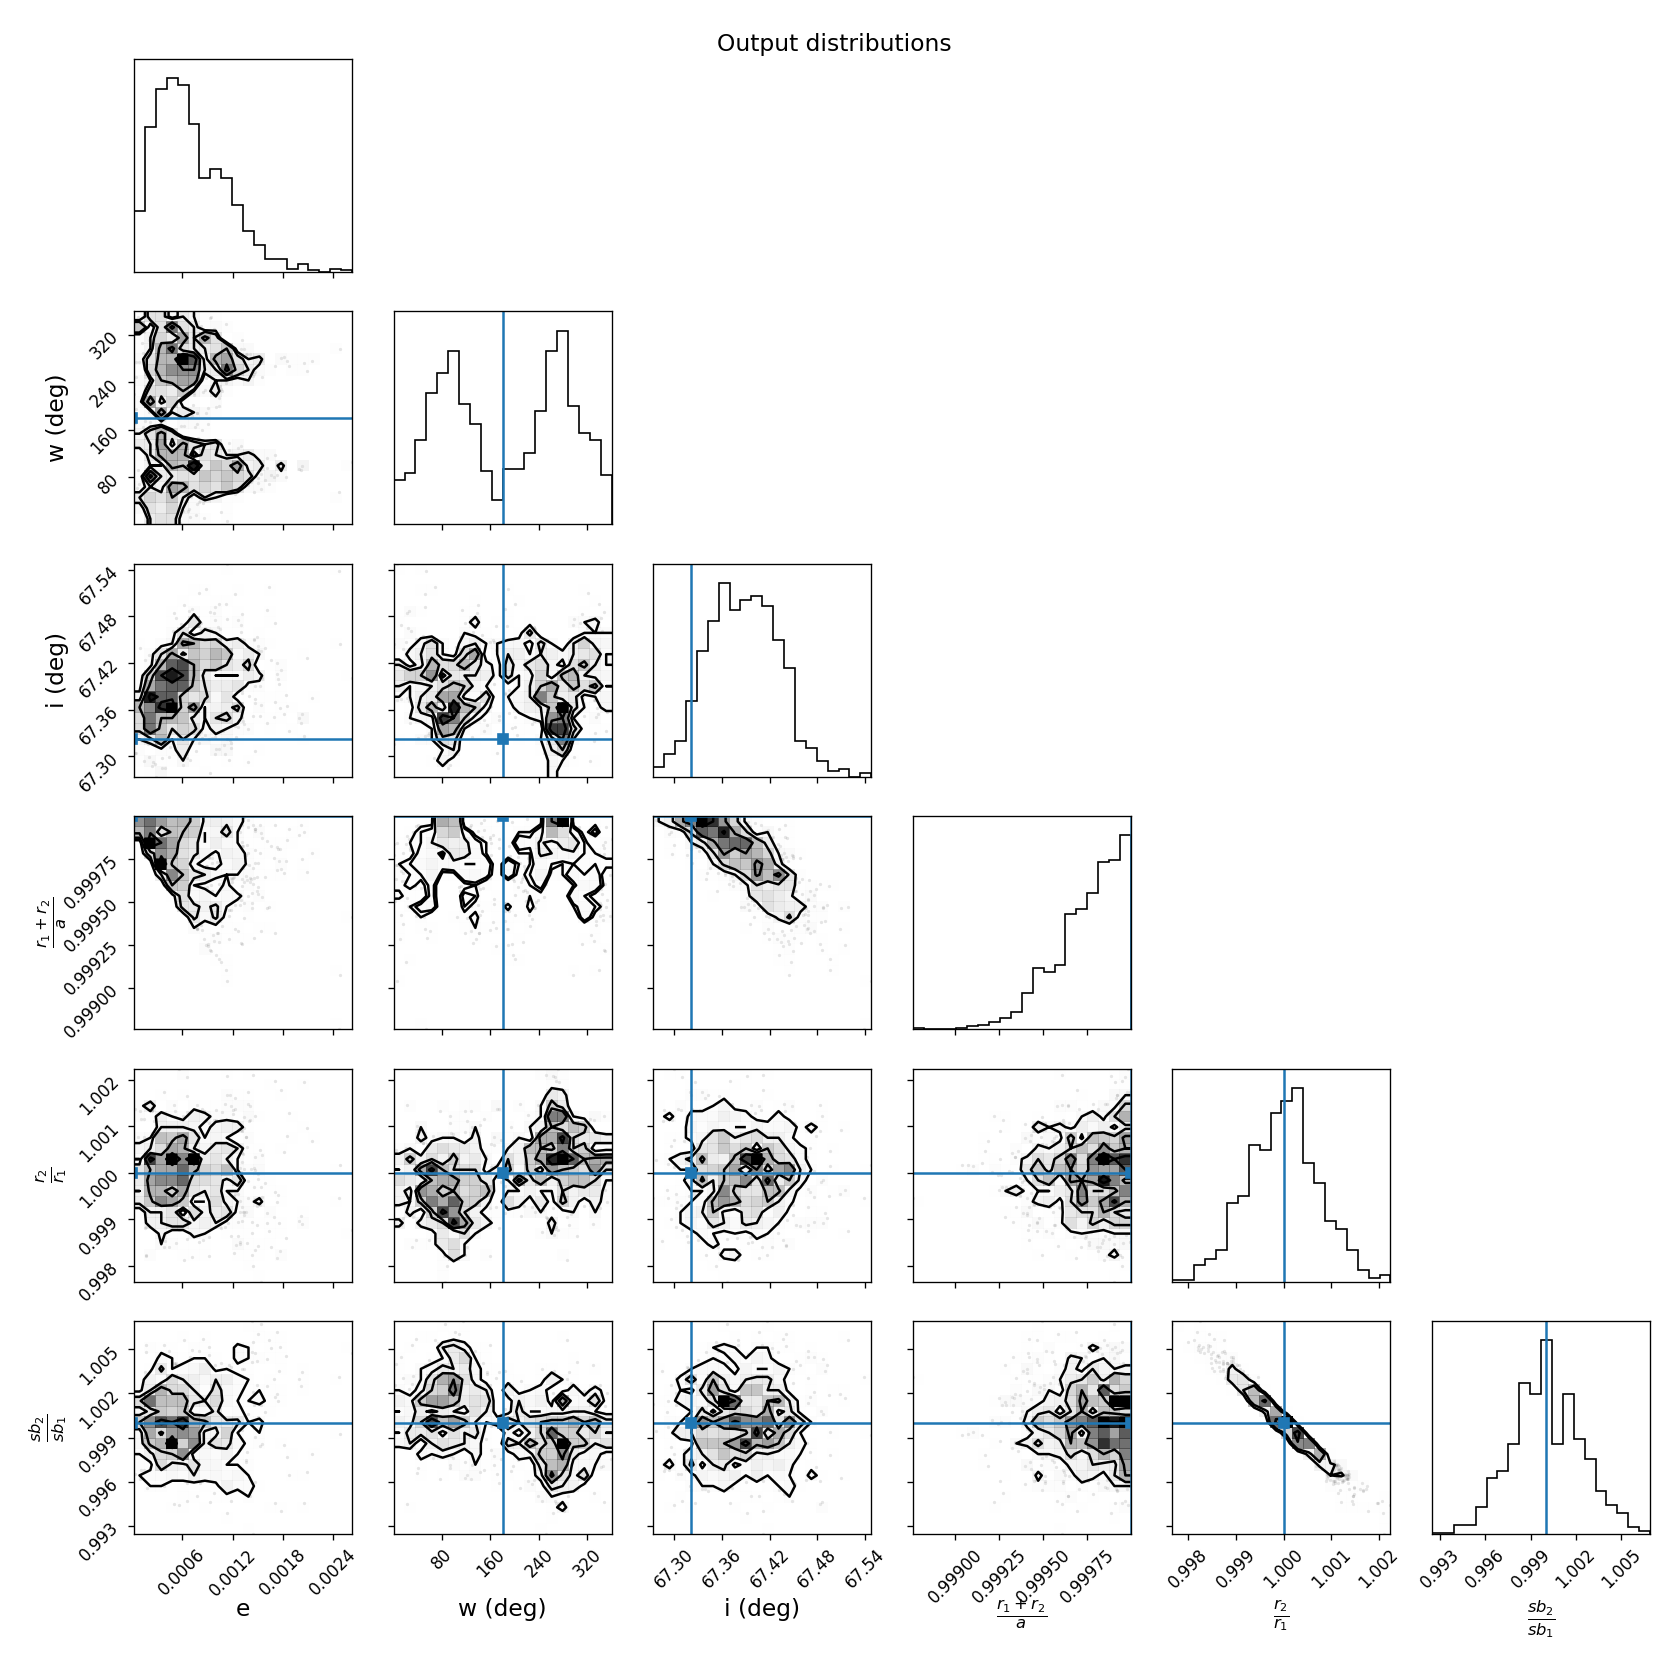 Output distributions
w (deg)
320
240
160
80
i (deg)
67.54
67.48
67.42
67.36
67.30
r₁ + r₂
a
0.99975
0.99950
0.99925
0.99900
r₂
r₁
1.002
1.001
1.000
0.999
0.998
sb₂
sb₁
1.005
1.002
0.999
0.996
0.993
0.0006 0.0012 0.0018 0.0024 80 160 240 320 67.30 67.36 67.42 67.48 67.54 0.99900 0.99925 0.99950 0.99975 0.998 0.999 1.000 1.001 1.002 0.993 0.996 0.999 1.002 1.005
e w (deg) i (deg)
r₁ + r₂
a
r₂
r₁
sb₂
sb₁